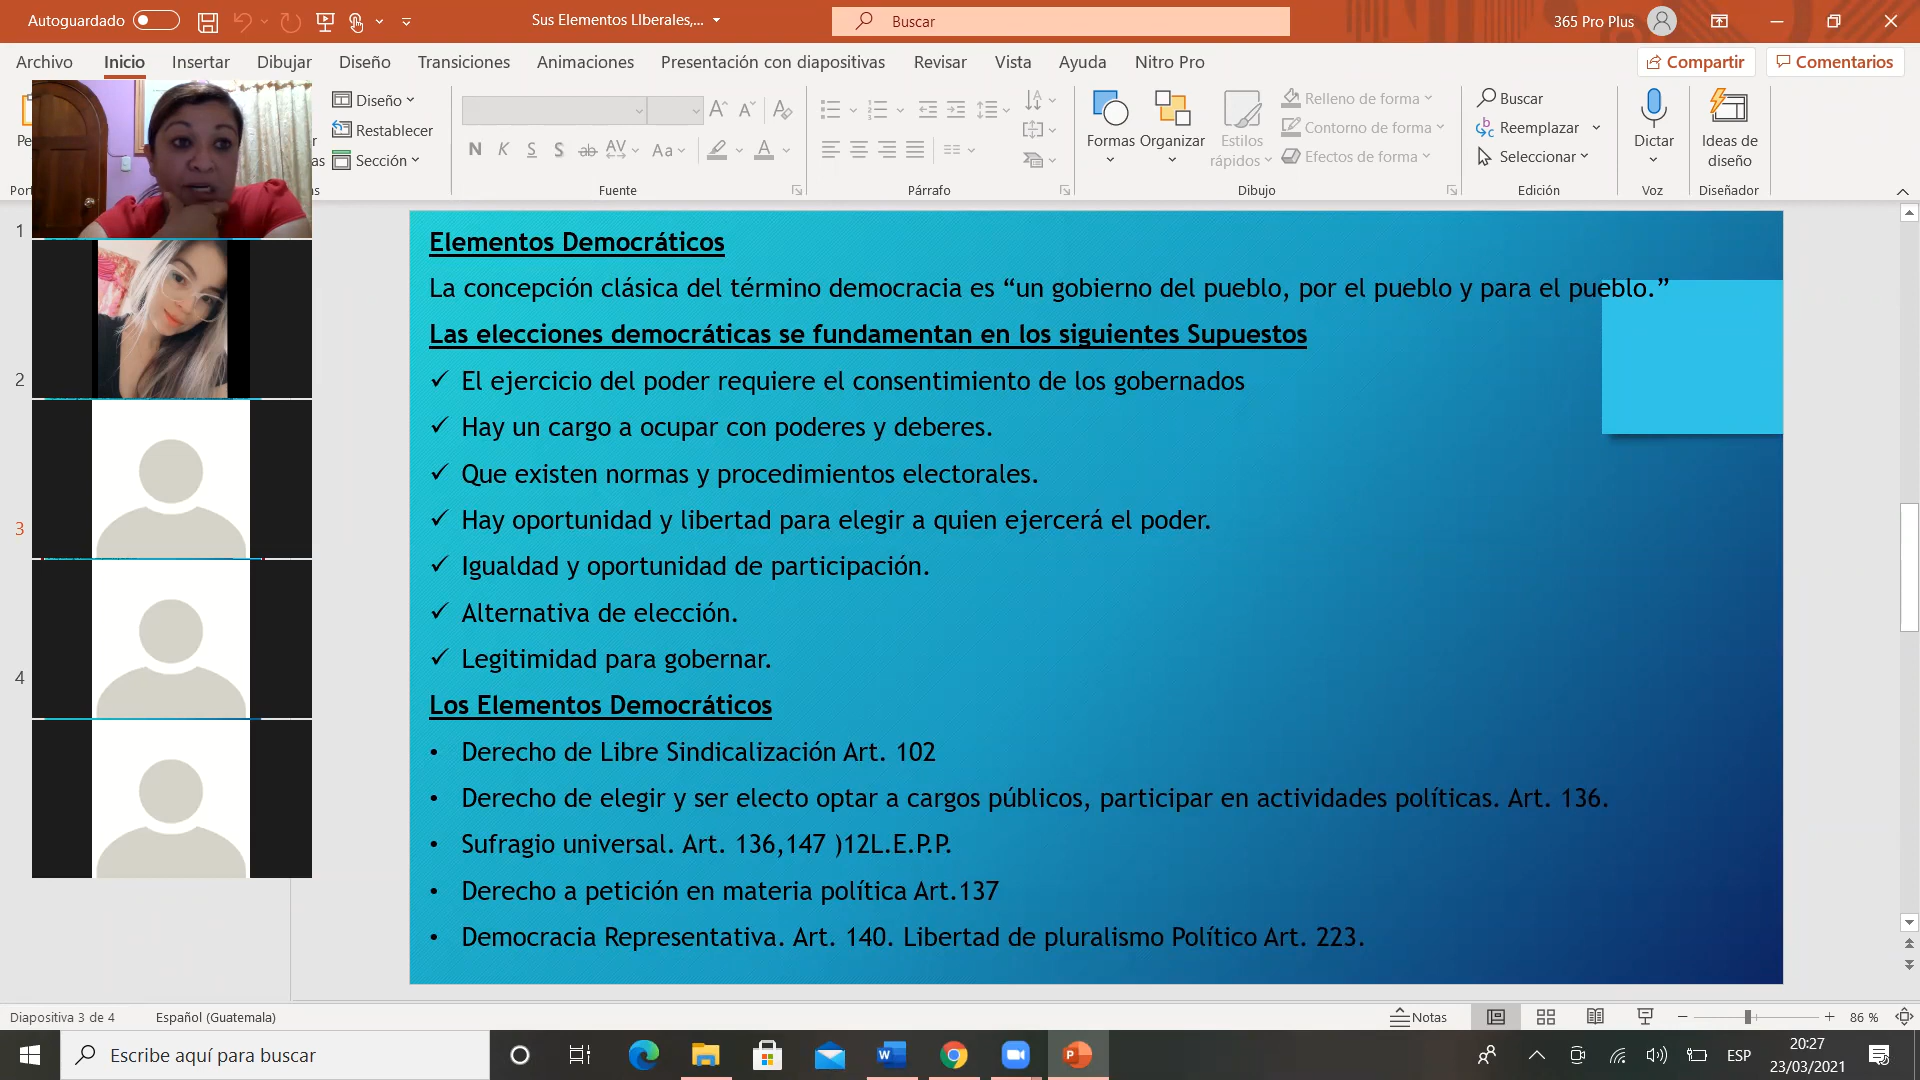 Autoguardado
Sus Elementos LIberales,...
Buscar
365 Pro Plus
Archivo
Inicio
Insertar
Dibujar
Diseño
Transiciones
Animaciones
Presentación con diapositivas
Revisar
Vista
Ayuda
Nitro Pro
Compartir
Comentarios
Diseño
Restablecer
Sección
N K S S ab AV Aa A
Fuente
Párrafo
Formas
Organizar
Estilos
rápidos
Relleno de forma
Contorno de forma
Efectos de forma
Dibujo
Buscar
Reemplazar
Seleccionar
Edición
Dictar
Voz
Ideas de
diseño
Diseñador
1
2
3
4
Elementos Democráticos
La concepción clásica del término democracia es “un gobierno del pueblo, por el pueblo y para el pueblo.”
Las elecciones democráticas se fundamentan en los siguientes Supuestos
✓ El ejercicio del poder requiere el consentimiento de los gobernados
✓ Hay un cargo a ocupar con poderes y deberes.
✓ Que existen normas y procedimientos electorales.
✓ Hay oportunidad y libertad para elegir a quien ejercerá el poder.
✓ Igualdad y oportunidad de participación.
✓ Alternativa de elección.
✓ Legitimidad para gobernar.
Los Elementos Democráticos
• Derecho de Libre Sindicalización Art. 102
• Derecho de elegir y ser electo optar a cargos públicos, participar en actividades políticas. Art. 136.
• Sufragio universal. Art. 136,147 )12L.E.P.P.
• Derecho a petición en materia política Art.137
• Democracia Representativa. Art. 140. Libertad de pluralismo Político Art. 223.
Diapositiva 3 de 4
Español (Guatemala)
Notas
86 %
Escribe aquí para buscar
ESP
20:27
23/03/2021